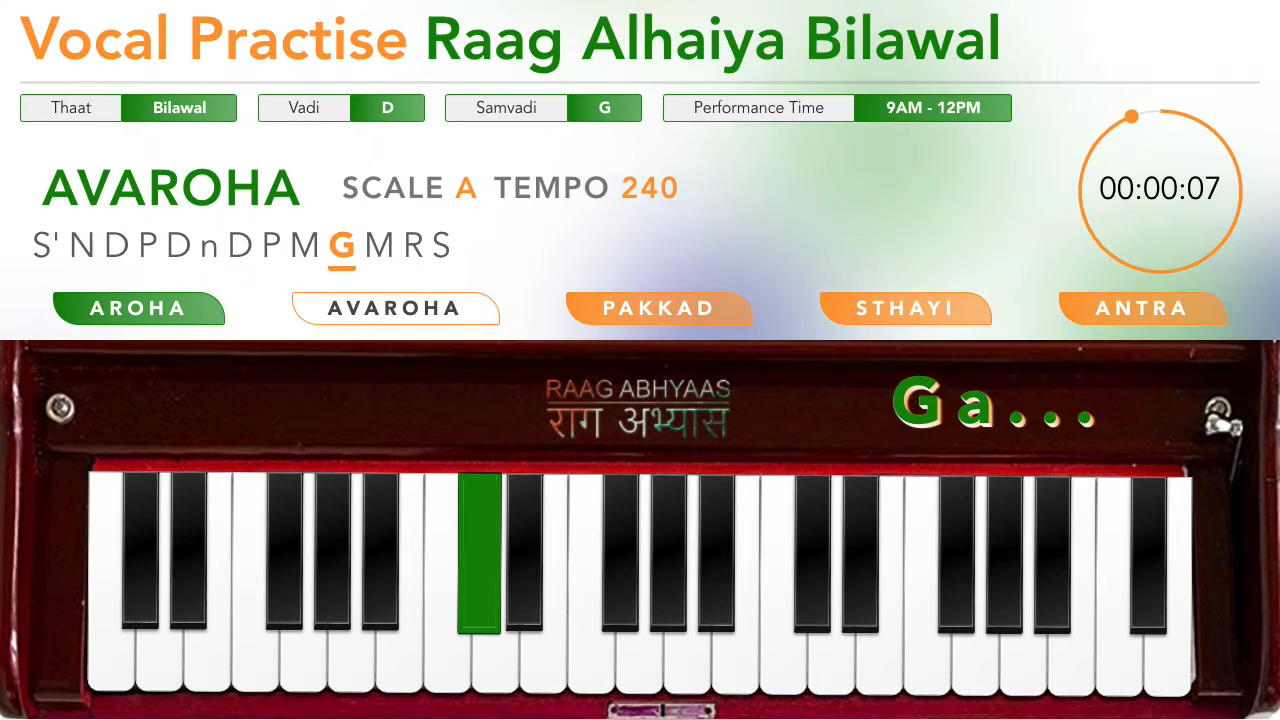 Vocal Practise Raag Alhaiya Bilawal
Thaat Bilawal Vadi D Samvadi G Performance Time 9AM - 12PM
AVAROHA SCALE A TEMPO 240
00:00:07
S' N D P D n D P M G M R S
AROHA AVAROHA PAKKAD STHAYI ANTRA
RAAG ABHYAAS
राग अभ्यास
Ga...